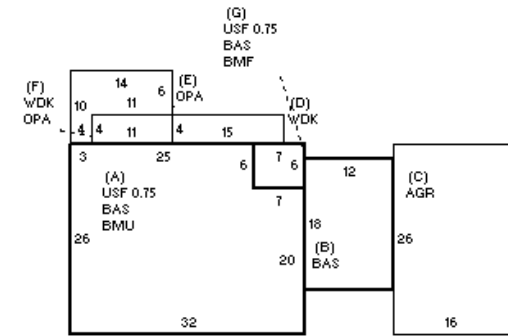 (G)
USF 0.75
BAS
BMF
(F)
WDK
OPA
14
6
(E)
OPA
10
11
(D)
WDK
4
4
11
4
15
3
25
6
7
6
12
(C)
AGR
(A)
USF 0.75
BAS
BMU
7
18
26
20
(B)
BAS
26
32
16